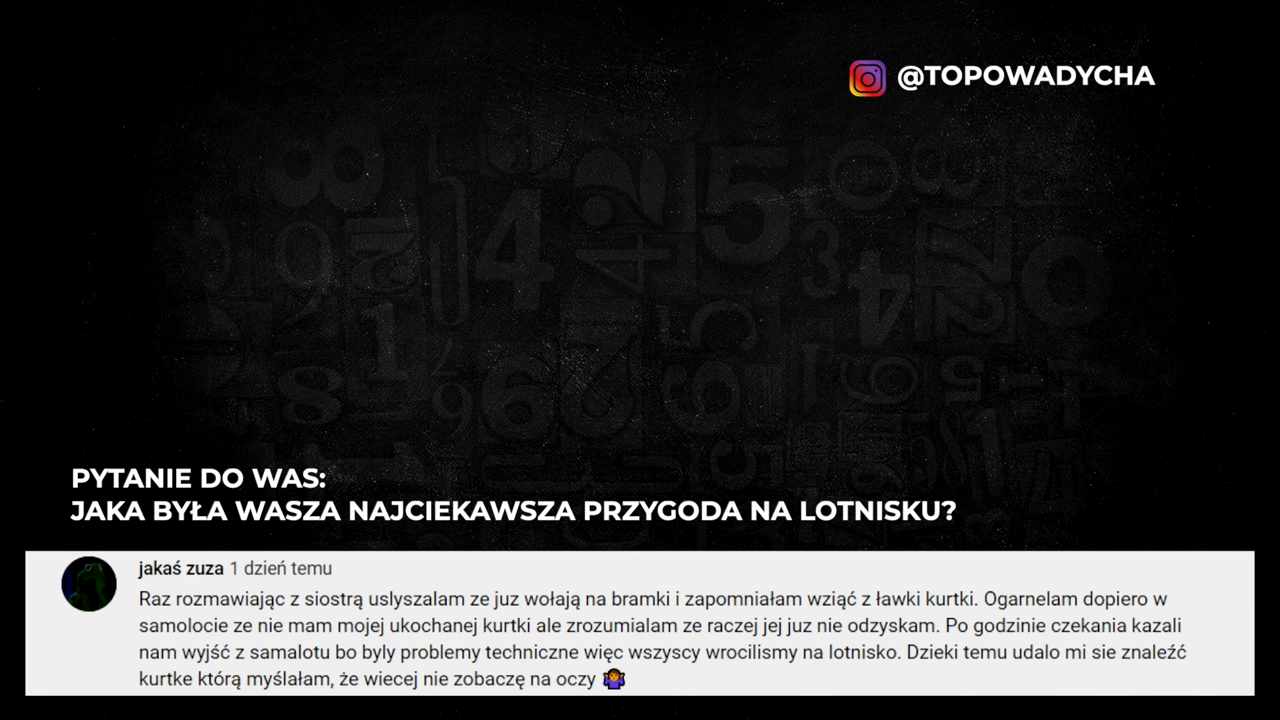 @TOPOWADYCHA
PYTANIE DO WAS:
JAKA BYŁA WASZA NAJCIEKAWSZA PRZYGODA NA LOTNISKU?
jakaś zuza 1 dzień temu
Raz rozmawiając z siostrą uslyszalam ze juz wołają na bramki i zapomniałam wziąć z ławki kurtki. Ogarnelam dopiero w
samolocie ze nie mam mojej ukochanej kurtki ale zrozumialam ze raczej jej juz nie odzyskam. Po godzinie czekania kazali
nam wyjść z samalotu bo byly problemy techniczne więc wszyscy wrocilismy na lotnisko. Dzieki temu udalo mi sie znaleźć
kurtke którą myślałam, że wiecej nie zobaczę na oczy 🤷🏾‍♀️